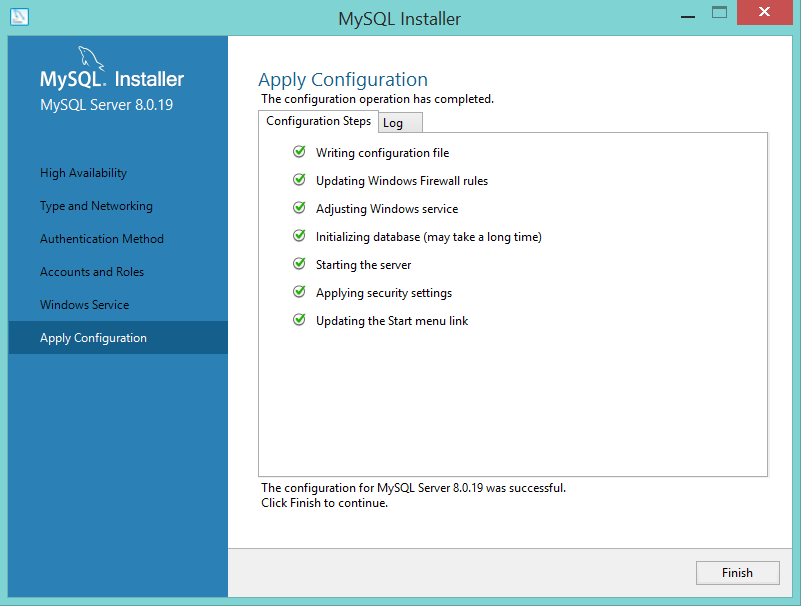 MySQL Installer
MySQL. Installer
MySQL Server 8.0.19
High Availability
Type and Networking
Authentication Method
Accounts and Roles
Windows Service
Apply Configuration
Apply Configuration
The configuration operation has completed.
Configuration Steps
Log
Writing configuration file
Updating Windows Firewall rules
Adjusting Windows service
Initializing database (may take a long time)
Starting the server
Applying security settings
Updating the Start menu link
The configuration for MySQL Server 8.0.19 was successful.
Click Finish to continue.
Finish